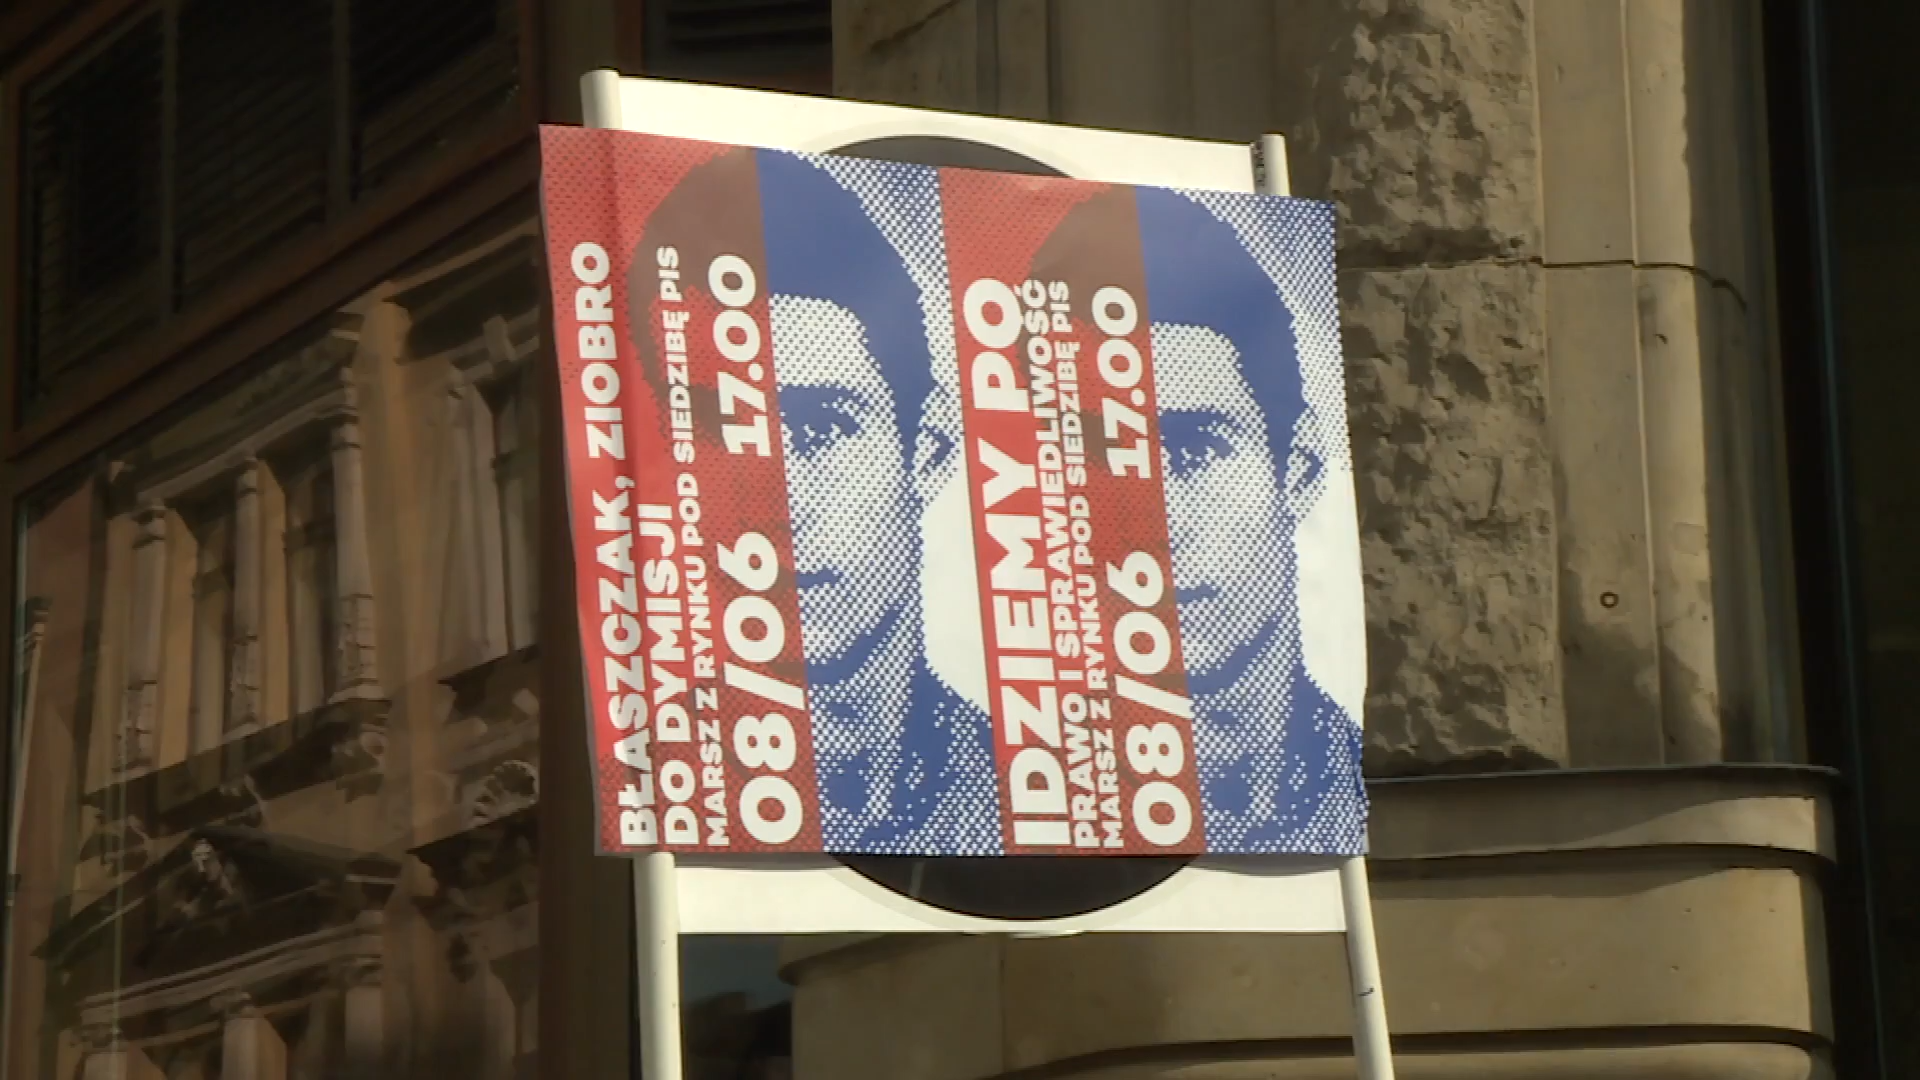 BŁASZCZAK, ZIOBRO
DO DYMISJI
MARSZ Z RYNKU POD SIEDZIBĘ PIS
08/06 17.00
IDZIEMY PO
PRAWO I SPRAWIEDLIWOŚĆ
MARSZ Z RYNKU POD SIEDZIBĘ PIS
08/06 17.00